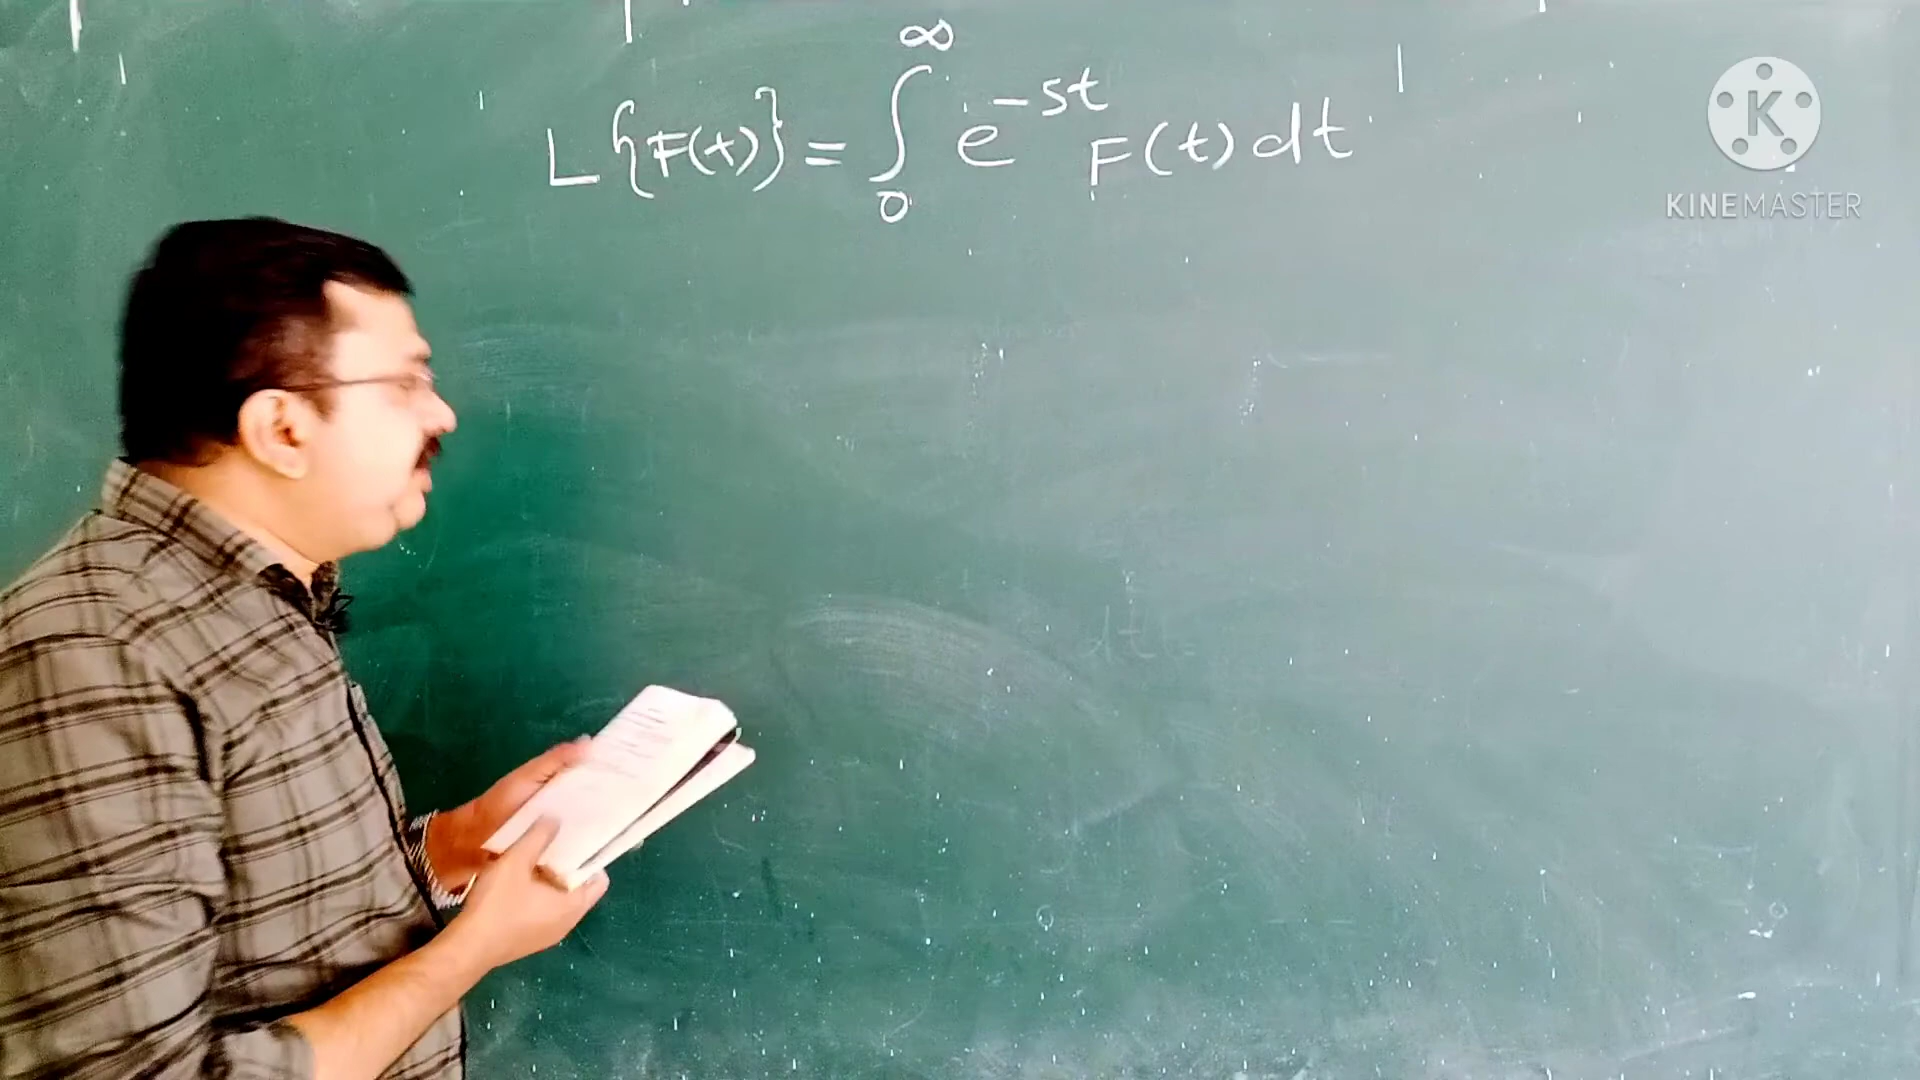 L{F(t)} = ∫₀^∞ e^{-st} F(t) dt
K
KINEMASTER